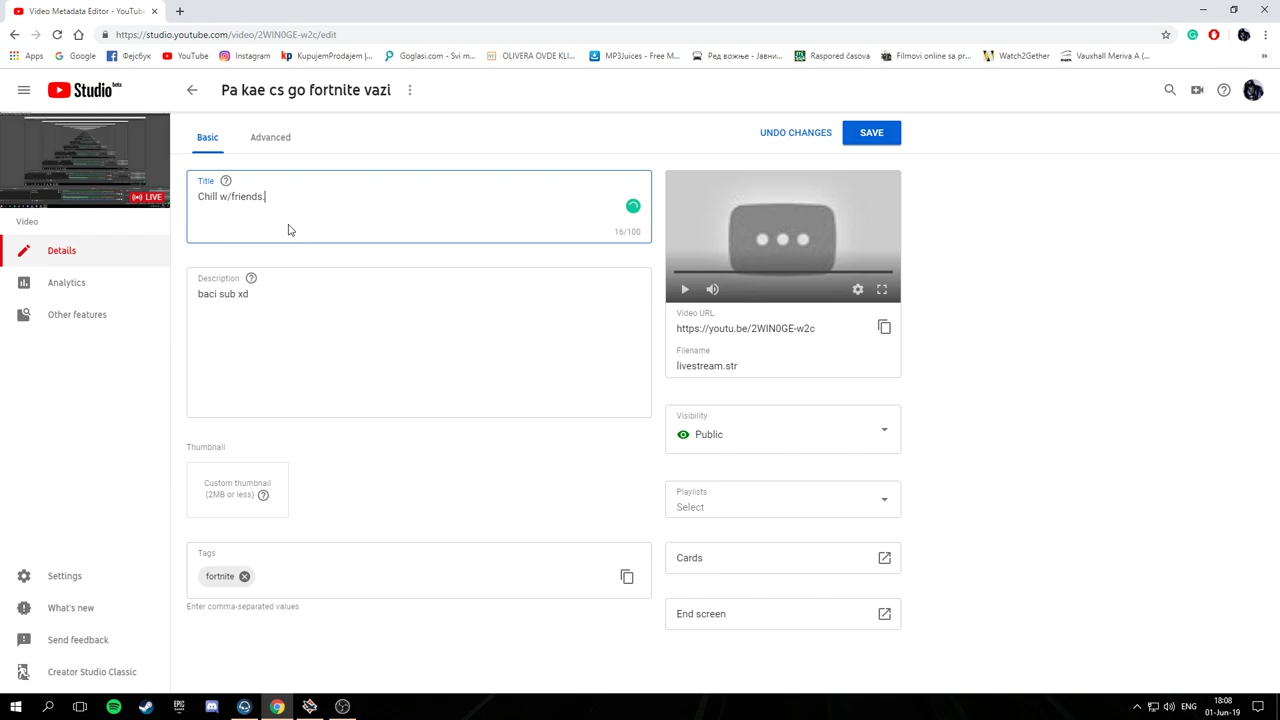 Video Metadata Editor - YouTub
https://studio.youtube.com/video/2WIN0GE-w2c/edit
Apps
Google
Фејсбук
YouTube
Instagram
KupujemProdajem |...
Goglasi.com - Svi m...
OLIVERA OVDE KLI...
MP3Juices - Free M...
Ред вожње - Јавни...
Raspored časova
Filmovi online sa pr...
Watch2Gether
Vauxhall Meriva A (...
Studio beta
Pa kae cs go fortnite vazi
LIVE
Video
Details
Analytics
Other features
Settings
What's new
Send feedback
Creator Studio Classic
Basic
Advanced
UNDO CHANGES
SAVE
Title
Chill w/friends.
16/100
Description
baci sub xd
Thumbnail
Custom thumbnail
(2MB or less)
Tags
fortnite
Enter comma-separated values
Video URL
https://youtu.be/2WIN0GE-w2c
Filename
livestream.str
Visibility
Public
Playlists
Select
Cards
End screen
EPIC
ENG
18:08
01-Jun-19